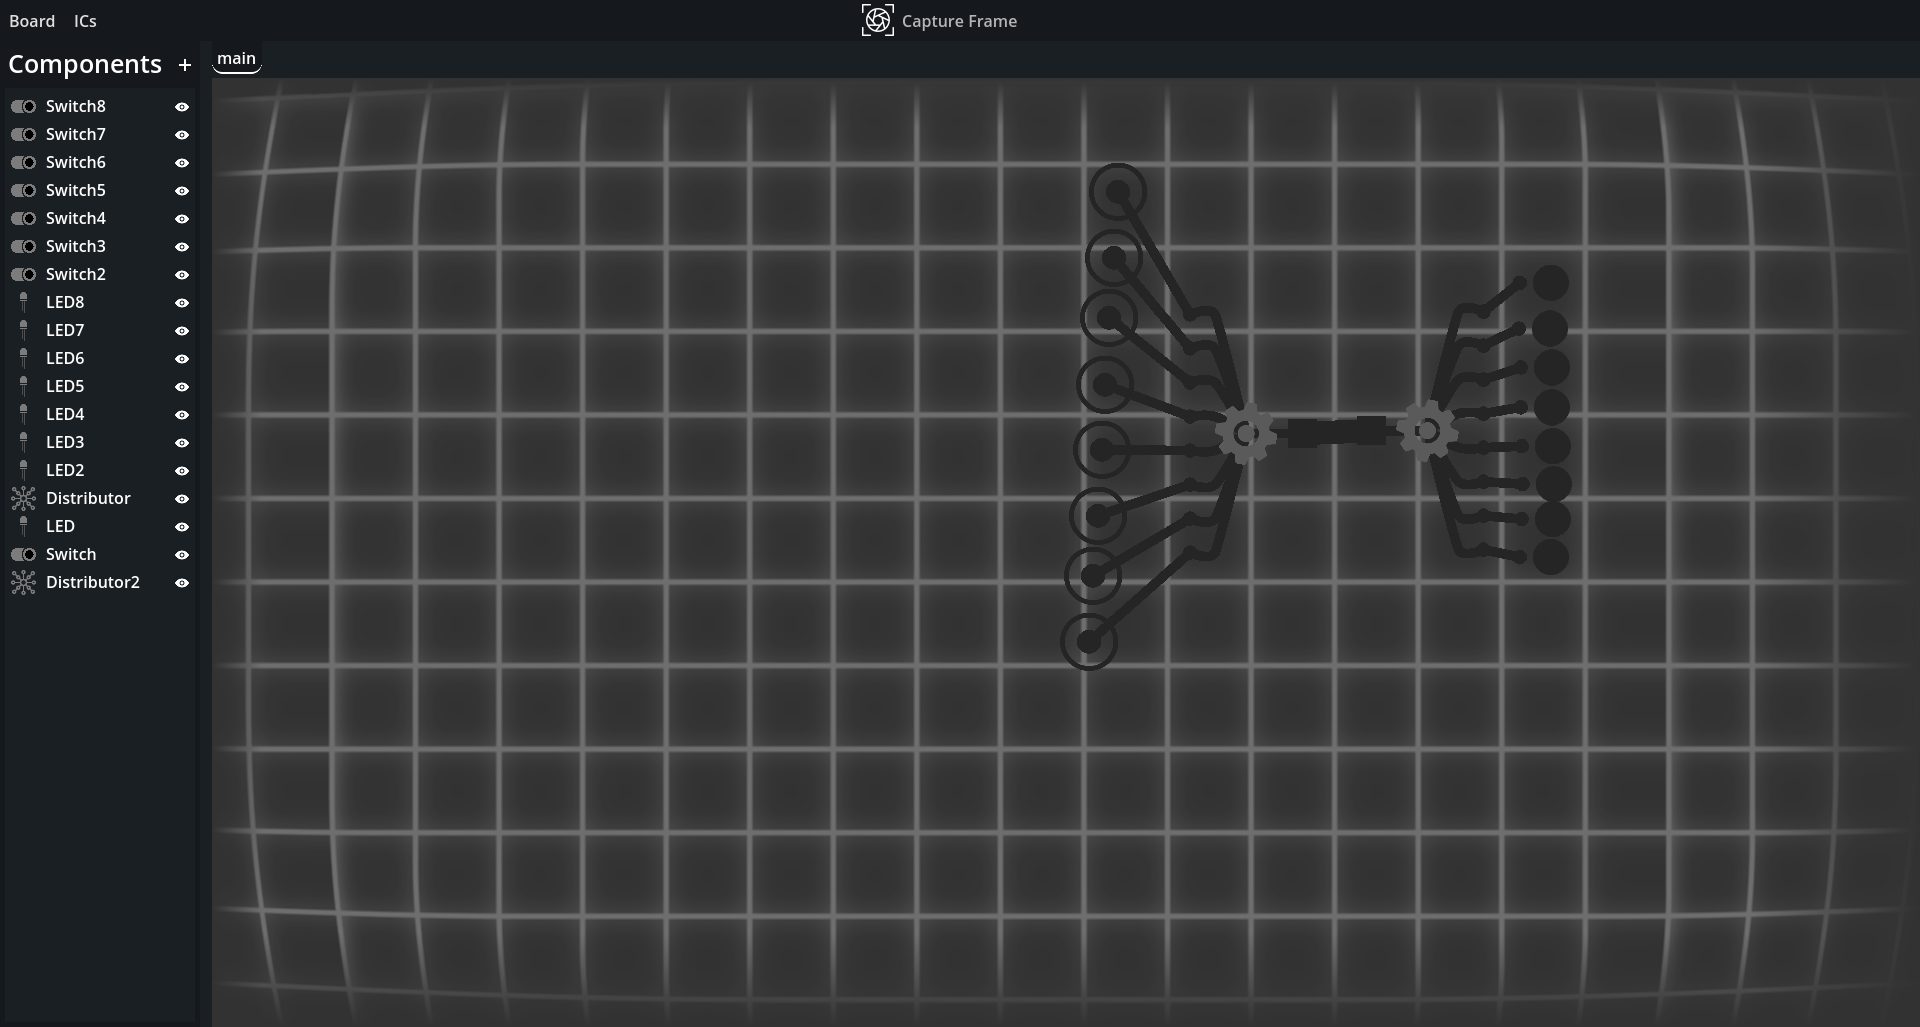 Board ICs
Capture Frame
Components +
main
Switch8
Switch7
Switch6
Switch5
Switch4
Switch3
Switch2
LED8
LED7
LED6
LED5
LED4
LED3
LED2
Distributor
LED
Switch
Distributor2